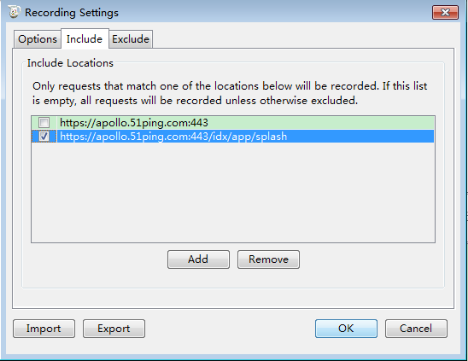 Recording Settings
Options Include Exclude
Include Locations
Only requests that match one of the locations below will be recorded. If this list
is empty, all requests will be recorded unless otherwise excluded.
https://apollo.51ping.com:443
https://apollo.51ping.com:443/idx/app/splash
Add Remove
Import Export OK Cancel